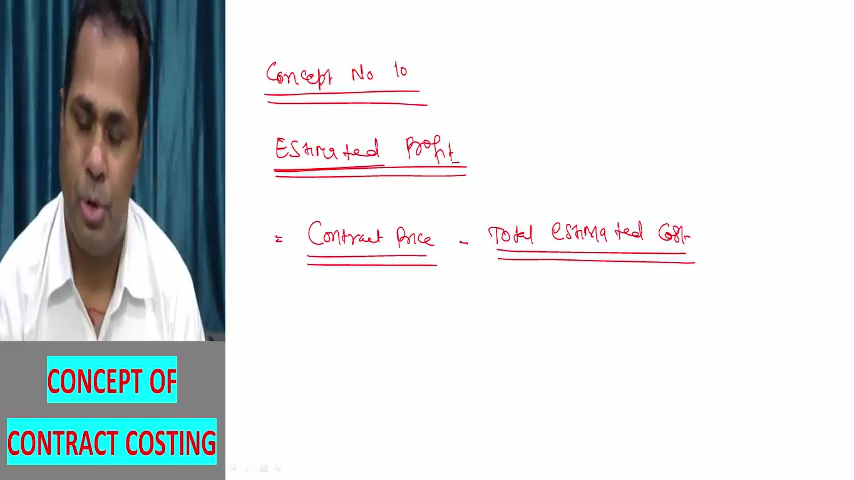 Concept No 10
Estimated Profit
= Contract Price - Total estimated Cost
CONCEPT OF
CONTRACT COSTING